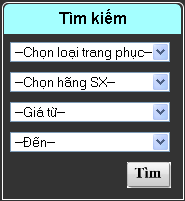 Tìm kiếm
--Chọn loại trang phục--
--Chọn hãng SX--
--Giá từ--
--Đến--
Tìm